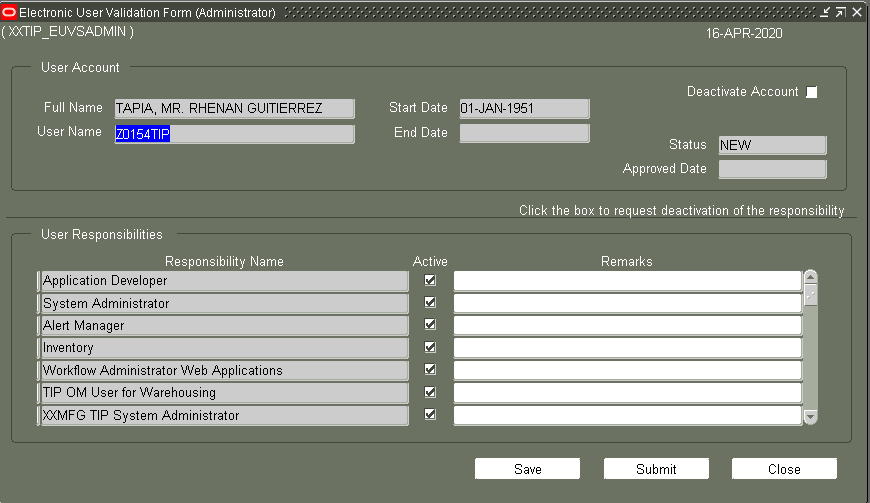 Electronic User Validation Form (Administrator)
( XXTIP_EUVSADMIN )
16-APR-2020
User Account
Deactivate Account
Full Name TAPIA, MR. RHENAN GUITIERREZ Start Date 01-JAN-1951
User Name Z0154TIP End Date
Status NEW
Approved Date
Click the box to request deactivation of the responsibility
User Responsibilities
Responsibility Name Active Remarks
Application Developer
System Administrator
Alert Manager
Inventory
Workflow Administrator Web Applications
TIP OM User for Warehousing
XXMFG TIP System Administrator
Save Submit Close